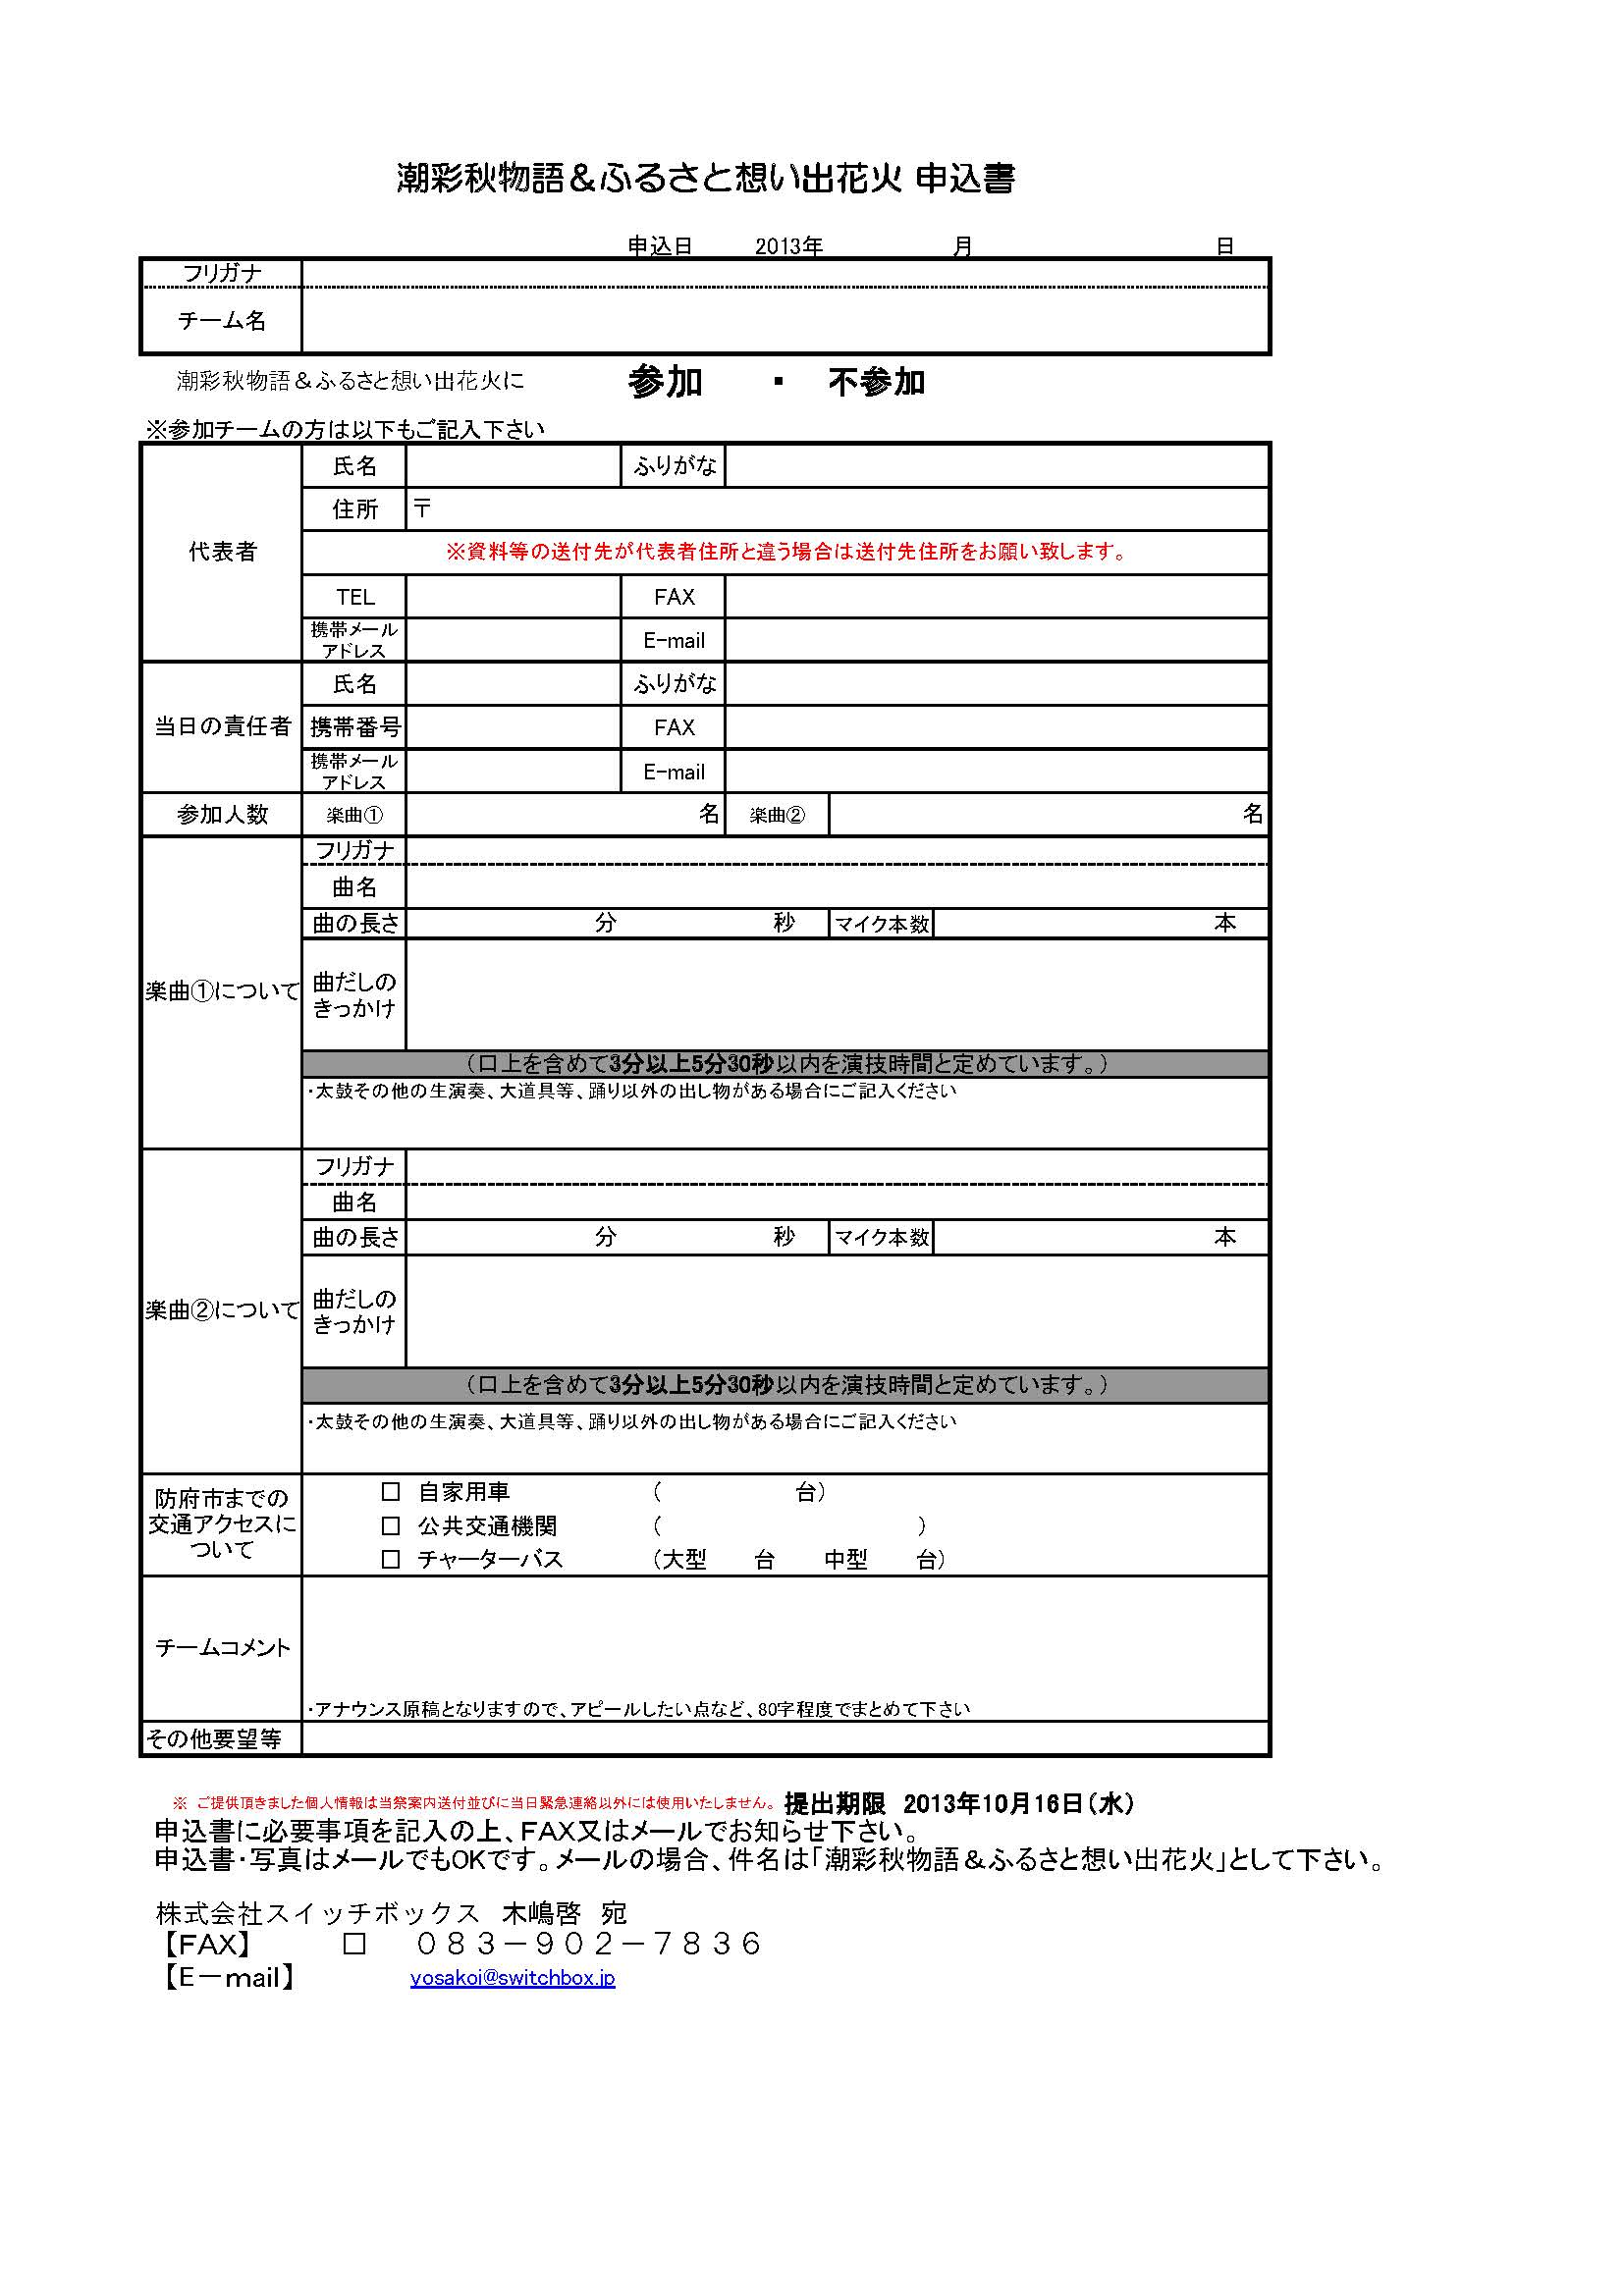 潮彩秋物語＆ふるさと想い出花火 申込書
申込日 2013年 月 日
フリガナ
チーム名
潮彩秋物語＆ふるさと想い出花火に 参加 ・ 不参加
※参加チームの方は以下もご記入下さい
代表者
氏名 ふりがな
住所 〒
※資料等の送付先が代表者住所と違う場合は送付先住所をお願い致します。
TEL FAX
携帯メール
アドレス
E-mail
当日の責任者
氏名 ふりがな
携帯番号 FAX
携帯メール
アドレス
E-mail
参加人数 楽曲① 名 楽曲② 名
楽曲①について
フリガナ
曲名
曲の長さ 分 秒 マイク本数 本
曲だしの
きっかけ
（口上を含めて3分以上5分30秒以内を演技時間と定めています。）
・太鼓その他の生演奏、大道具等、踊り以外の出し物がある場合にご記入ください
楽曲②について
フリガナ
曲名
曲の長さ 分 秒 マイク本数 本
曲だしの
きっかけ
（口上を含めて3分以上5分30秒以内を演技時間と定めています。）
・太鼓その他の生演奏、大道具等、踊り以外の出し物がある場合にご記入ください
防府市までの
交通アクセスに
ついて
□ 自家用車 （ 台）
□ 公共交通機関 （ ）
□ チャーターバス （大型 台 中型 台）
チームコメント
・アナウンス原稿となりますので、アピールしたい点など、80字程度でまとめて下さい
その他要望等
※ ご提供頂きました個人情報は当祭案内送付並びに当日緊急連絡以外には使用いたしません。 提出期限 2013年10月16日（水）
申込書に必要事項を記入の上、ＦＡＸ又はメールでお知らせ下さい。
申込書・写真はメールでもOKです。メールの場合、件名は「潮彩秋物語＆ふるさと想い出花火」として下さい。
株式会社スイッチボックス 木嶋啓 宛
【FAX】 □ ０８３－９０２－７８３６
【Ｅ－ｍａｉｌ】 yosakoi@switchbox.jp